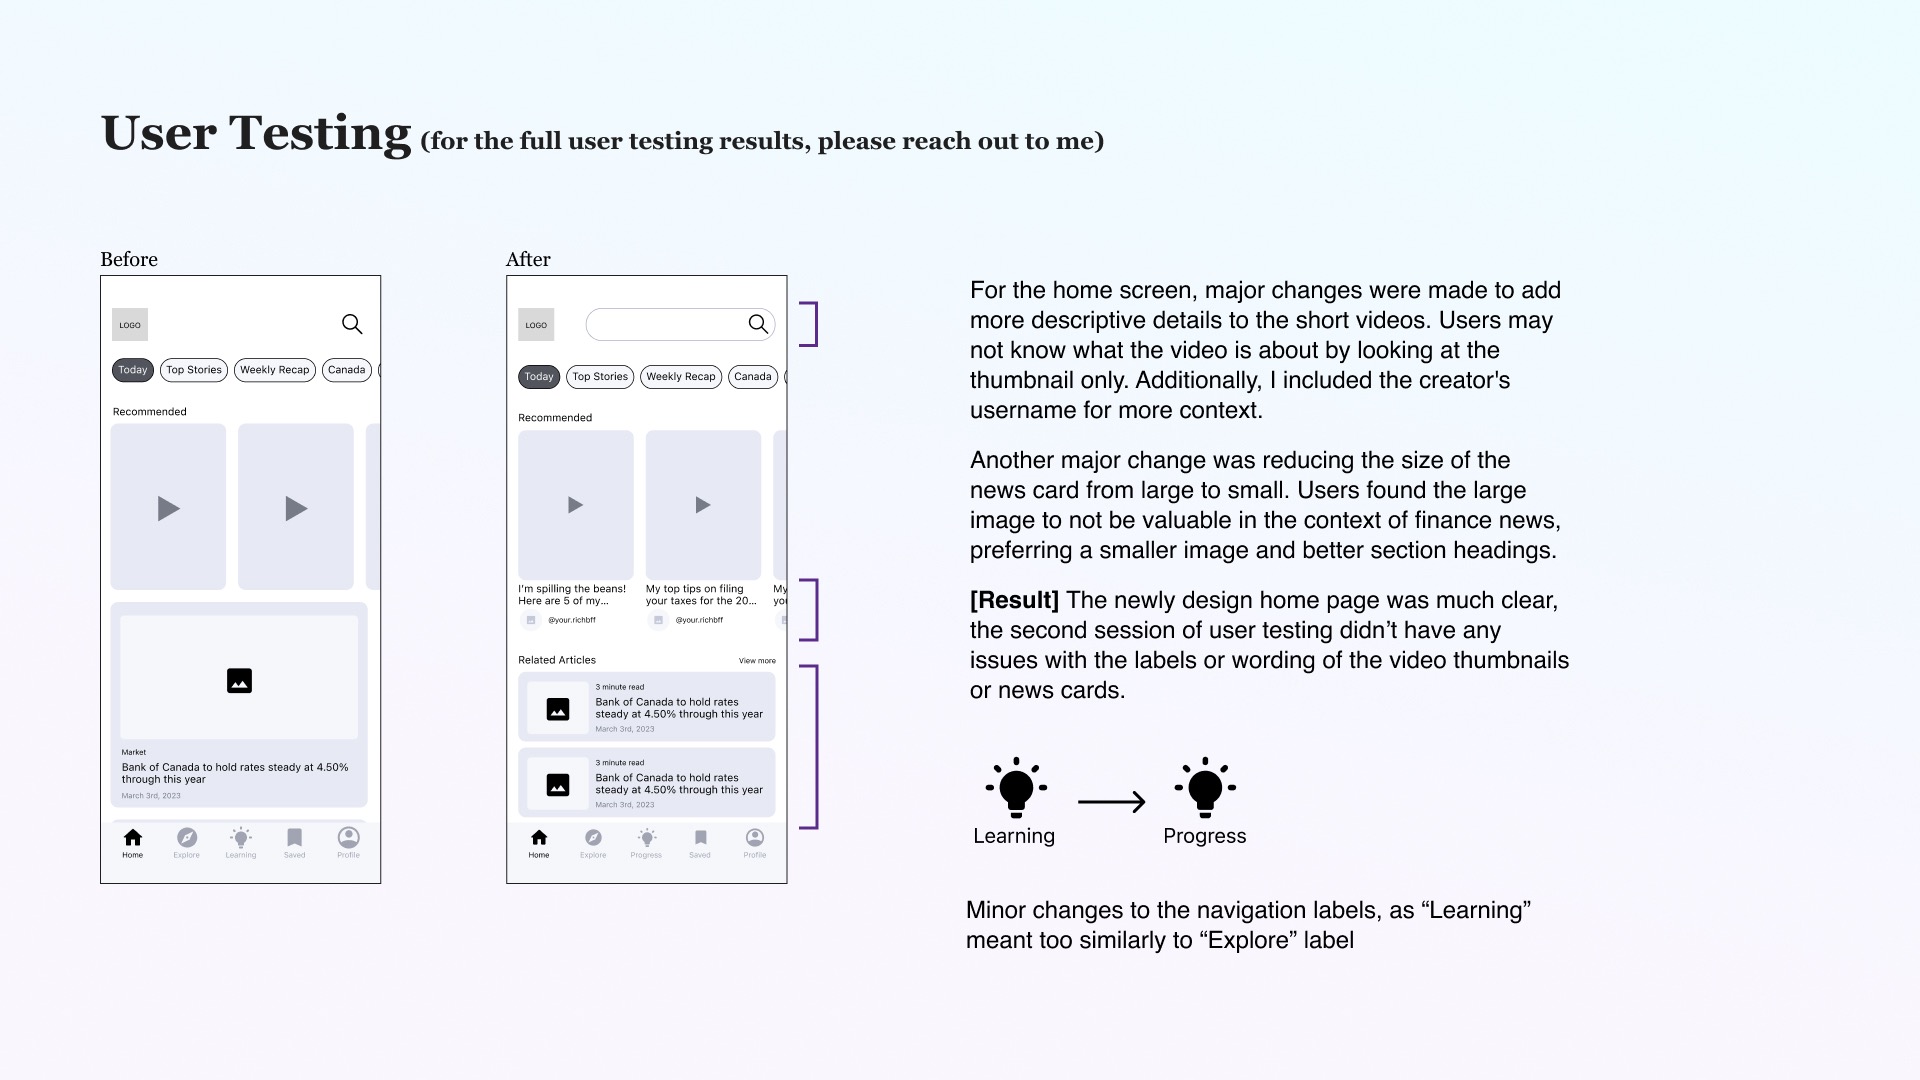 User Testing (for the full user testing results, please reach out to me)
Before
LOGO
Today Top Stories Weekly Recap Canada
Recommended
Market
Bank of Canada to hold rates steady at 4.50%
through this year
March 3rd, 2023
Home Explore Learning Saved Profile
After
LOGO
Today Top Stories Weekly Recap Canada
Recommended
I'm spilling the beans! My top tips on filing My
Here are 5 of my... your taxes for the 20... you
@your.richbff @your.richbff
Related Articles View more
3 minute read
Bank of Canada to hold rates
steady at 4.50% through this year
March 3rd, 2023
3 minute read
Bank of Canada to hold rates
steady at 4.50% through this year
March 3rd, 2023
Home Explore Progress Saved Profile
For the home screen, major changes were made to add
more descriptive details to the short videos. Users may
not know what the video is about by looking at the
thumbnail only. Additionally, I included the creator's
username for more context.
Another major change was reducing the size of the
news card from large to small. Users found the large
image to not be valuable in the context of finance news,
preferring a smaller image and better section headings.
[Result] The newly design home page was much clear,
the second session of user testing didn’t have any
issues with the labels or wording of the video thumbnails
or news cards.
Learning Progress
Minor changes to the navigation labels, as “Learning”
meant too similarly to “Explore” label